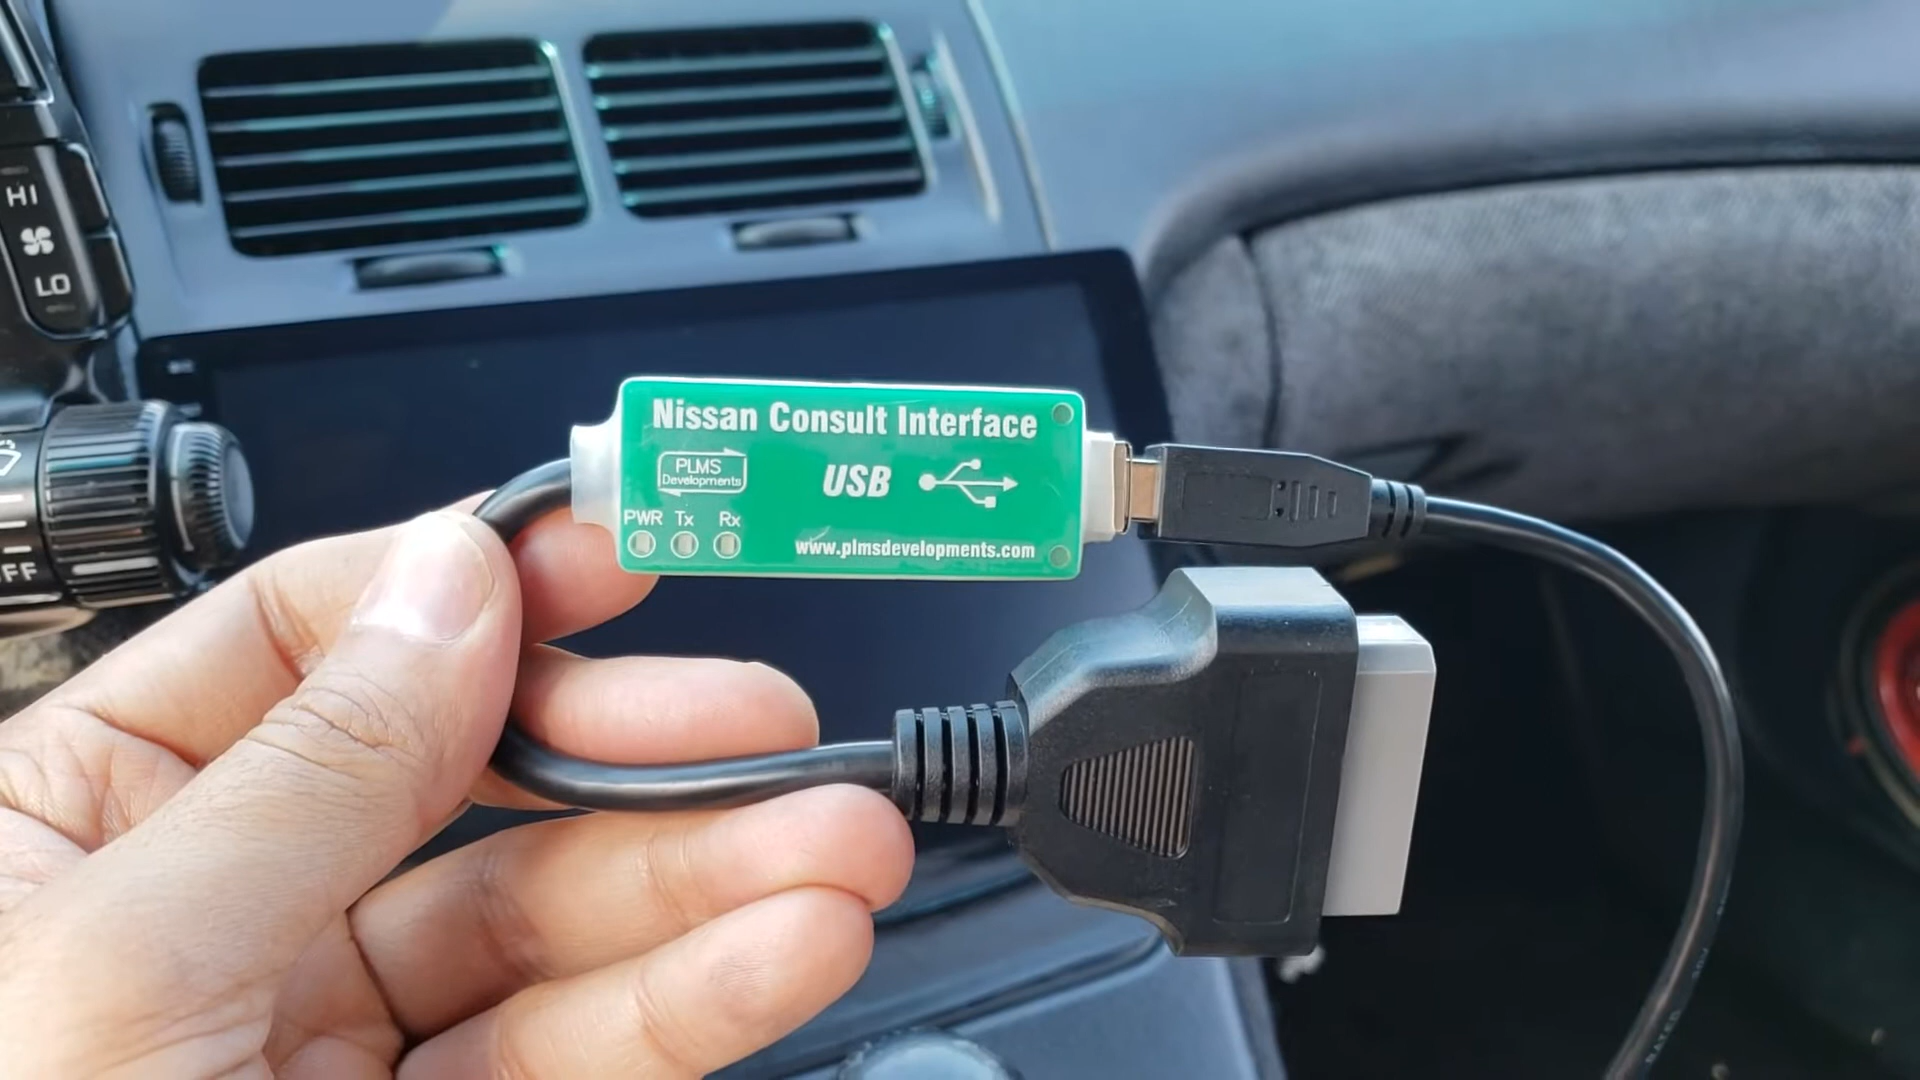 HI
LO
FF
Nissan Consult Interface
PLMS
Developments
USB
PWR Tx Rx
www.plmsdevelopments.com